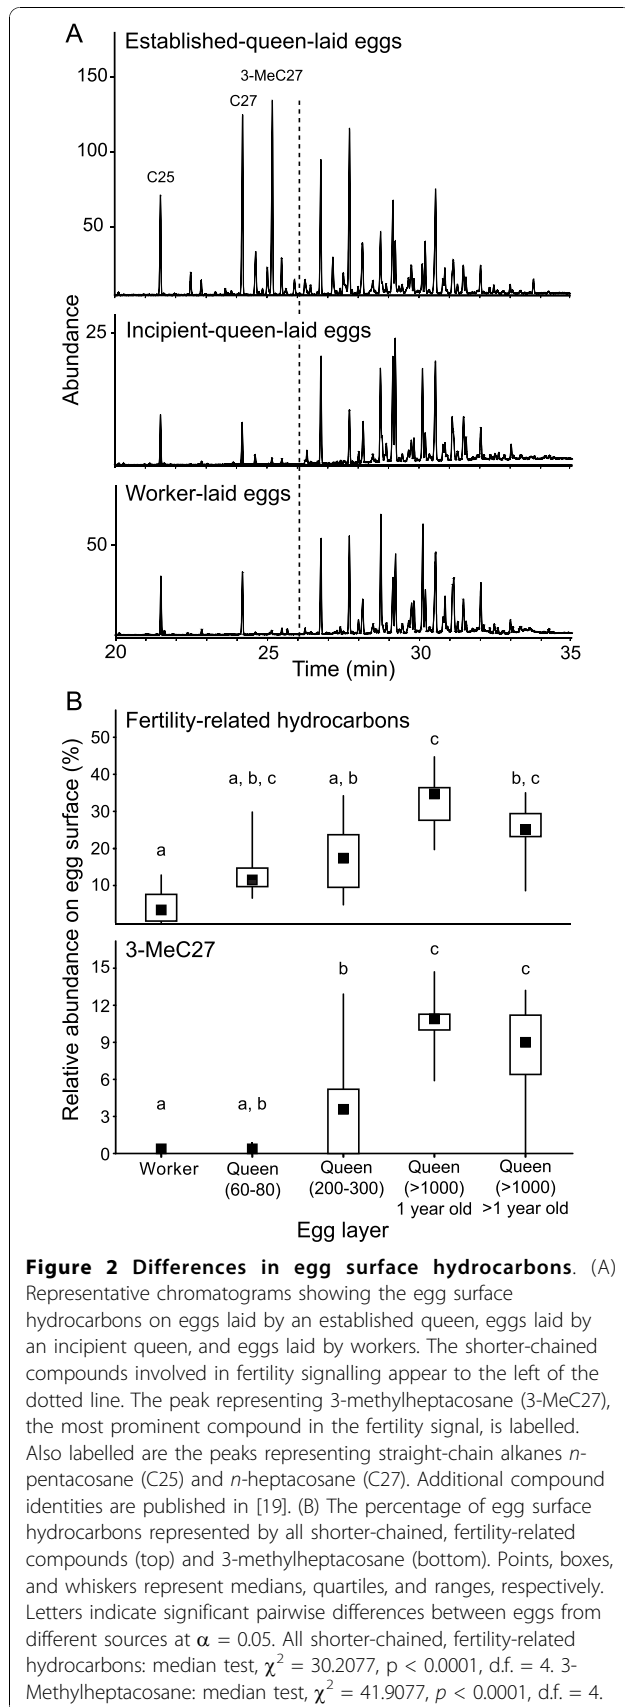 A
Established-queen-laid eggs
150
3-MeC27
C27
100
C25
50
Abundance
25
Incipient-queen-laid eggs
Worker-laid eggs
50
20 25 30 35
Time (min)
B
Fertility-related hydrocarbons
50
c
40
a, b, c a, b b, c
30
20
a
10
Relative abundance on egg surface (%)
3-MeC27
15
b c c
12
9
6
a a, b
3
0
Worker Queen Queen Queen Queen
(60-80) (200-300) (>1000) (>1000)
1 year old >1 year old
Egg layer
Figure 2 Differences in egg surface hydrocarbons. (A)
Representative chromatograms showing the egg surface
hydrocarbons on eggs laid by an established queen, eggs laid by
an incipient queen, and eggs laid by workers. The shorter-chained
compounds involved in fertility signalling appear to the left of the
dotted line. The peak representing 3-methylheptacosane (3-MeC27),
the most prominent compound in the fertility signal, is labelled.
Also labelled are the peaks representing straight-chain alkanes n-
pentacosane (C25) and n-heptacosane (C27). Additional compound
identities are published in [19]. (B) The percentage of egg surface
hydrocarbons represented by all shorter-chained, fertility-related
compounds (top) and 3-methylheptacosane (bottom). Points, boxes,
and whiskers represent medians, quartiles, and ranges, respectively.
Letters indicate significant pairwise differences between eggs from
different sources at α = 0.05. All shorter-chained, fertility-related
hydrocarbons: median test, χ² = 30.2077, p < 0.0001, d.f. = 4. 3-
Methylheptacosane: median test, χ² = 41.9077, p < 0.0001, d.f. = 4.